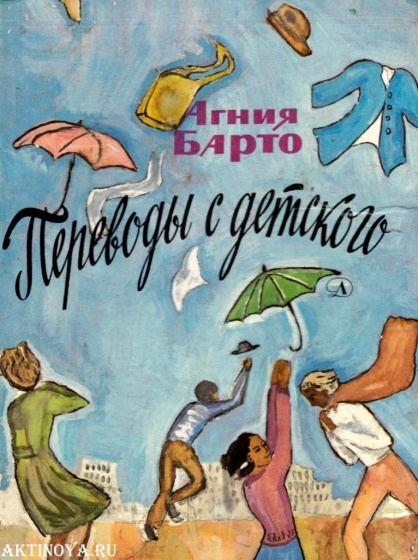 Агния
Барто
Переводы с детского
Д
AKTINOYA.RU